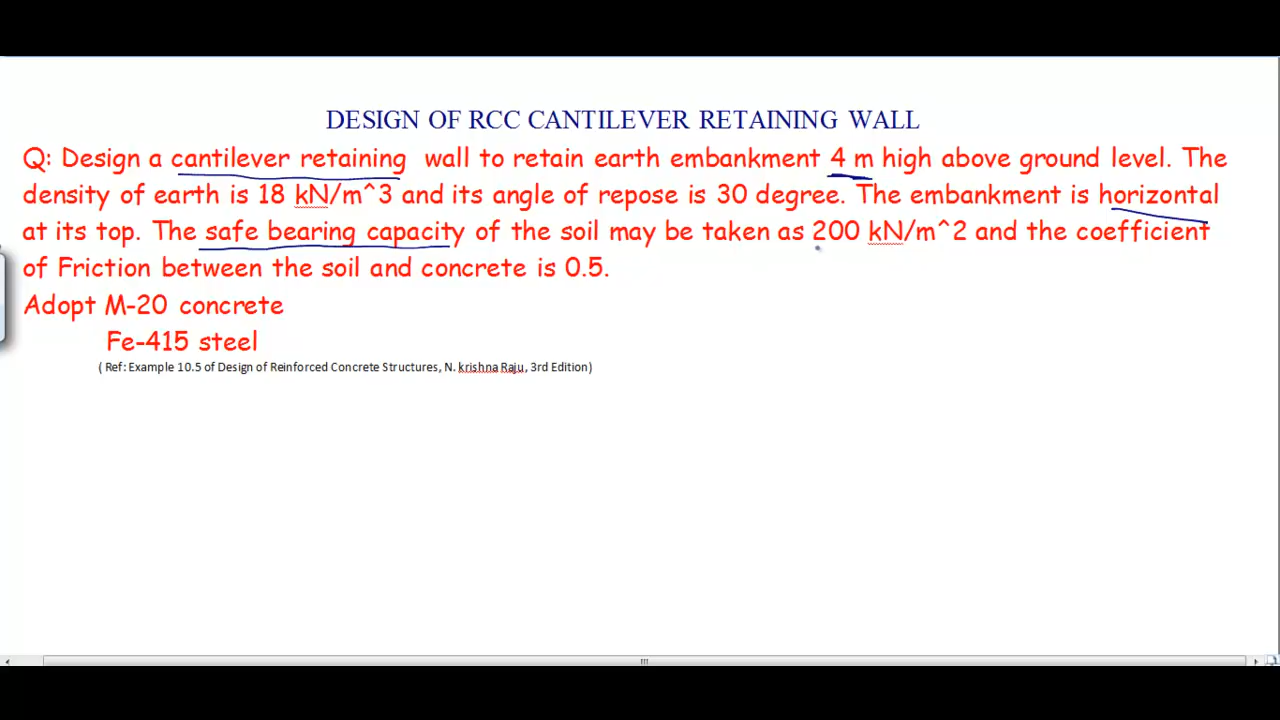 DESIGN OF RCC CANTILEVER RETAINING WALL
Q: Design a cantilever retaining wall to retain earth embankment 4 m high above ground level. The
density of earth is 18 kN/m^3 and its angle of repose is 30 degree. The embankment is horizontal
at its top. The safe bearing capacity of the soil may be taken as 200 kN/m^2 and the coefficient
of Friction between the soil and concrete is 0.5.
Adopt M-20 concrete
Fe-415 steel
( Ref: Example 10.5 of Design of Reinforced Concrete Structures, N. krishna Raju, 3rd Edition)